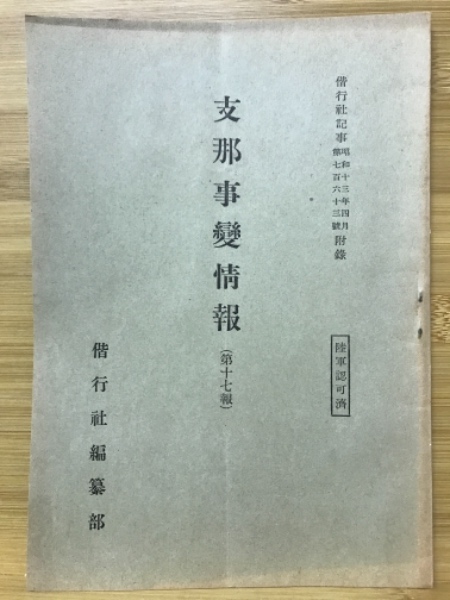 偕行社記事 昭和十三年四月 第七百六十三號 附錄
陸軍認可濟
支那事變情報
(第十七報)
偕行社編纂部